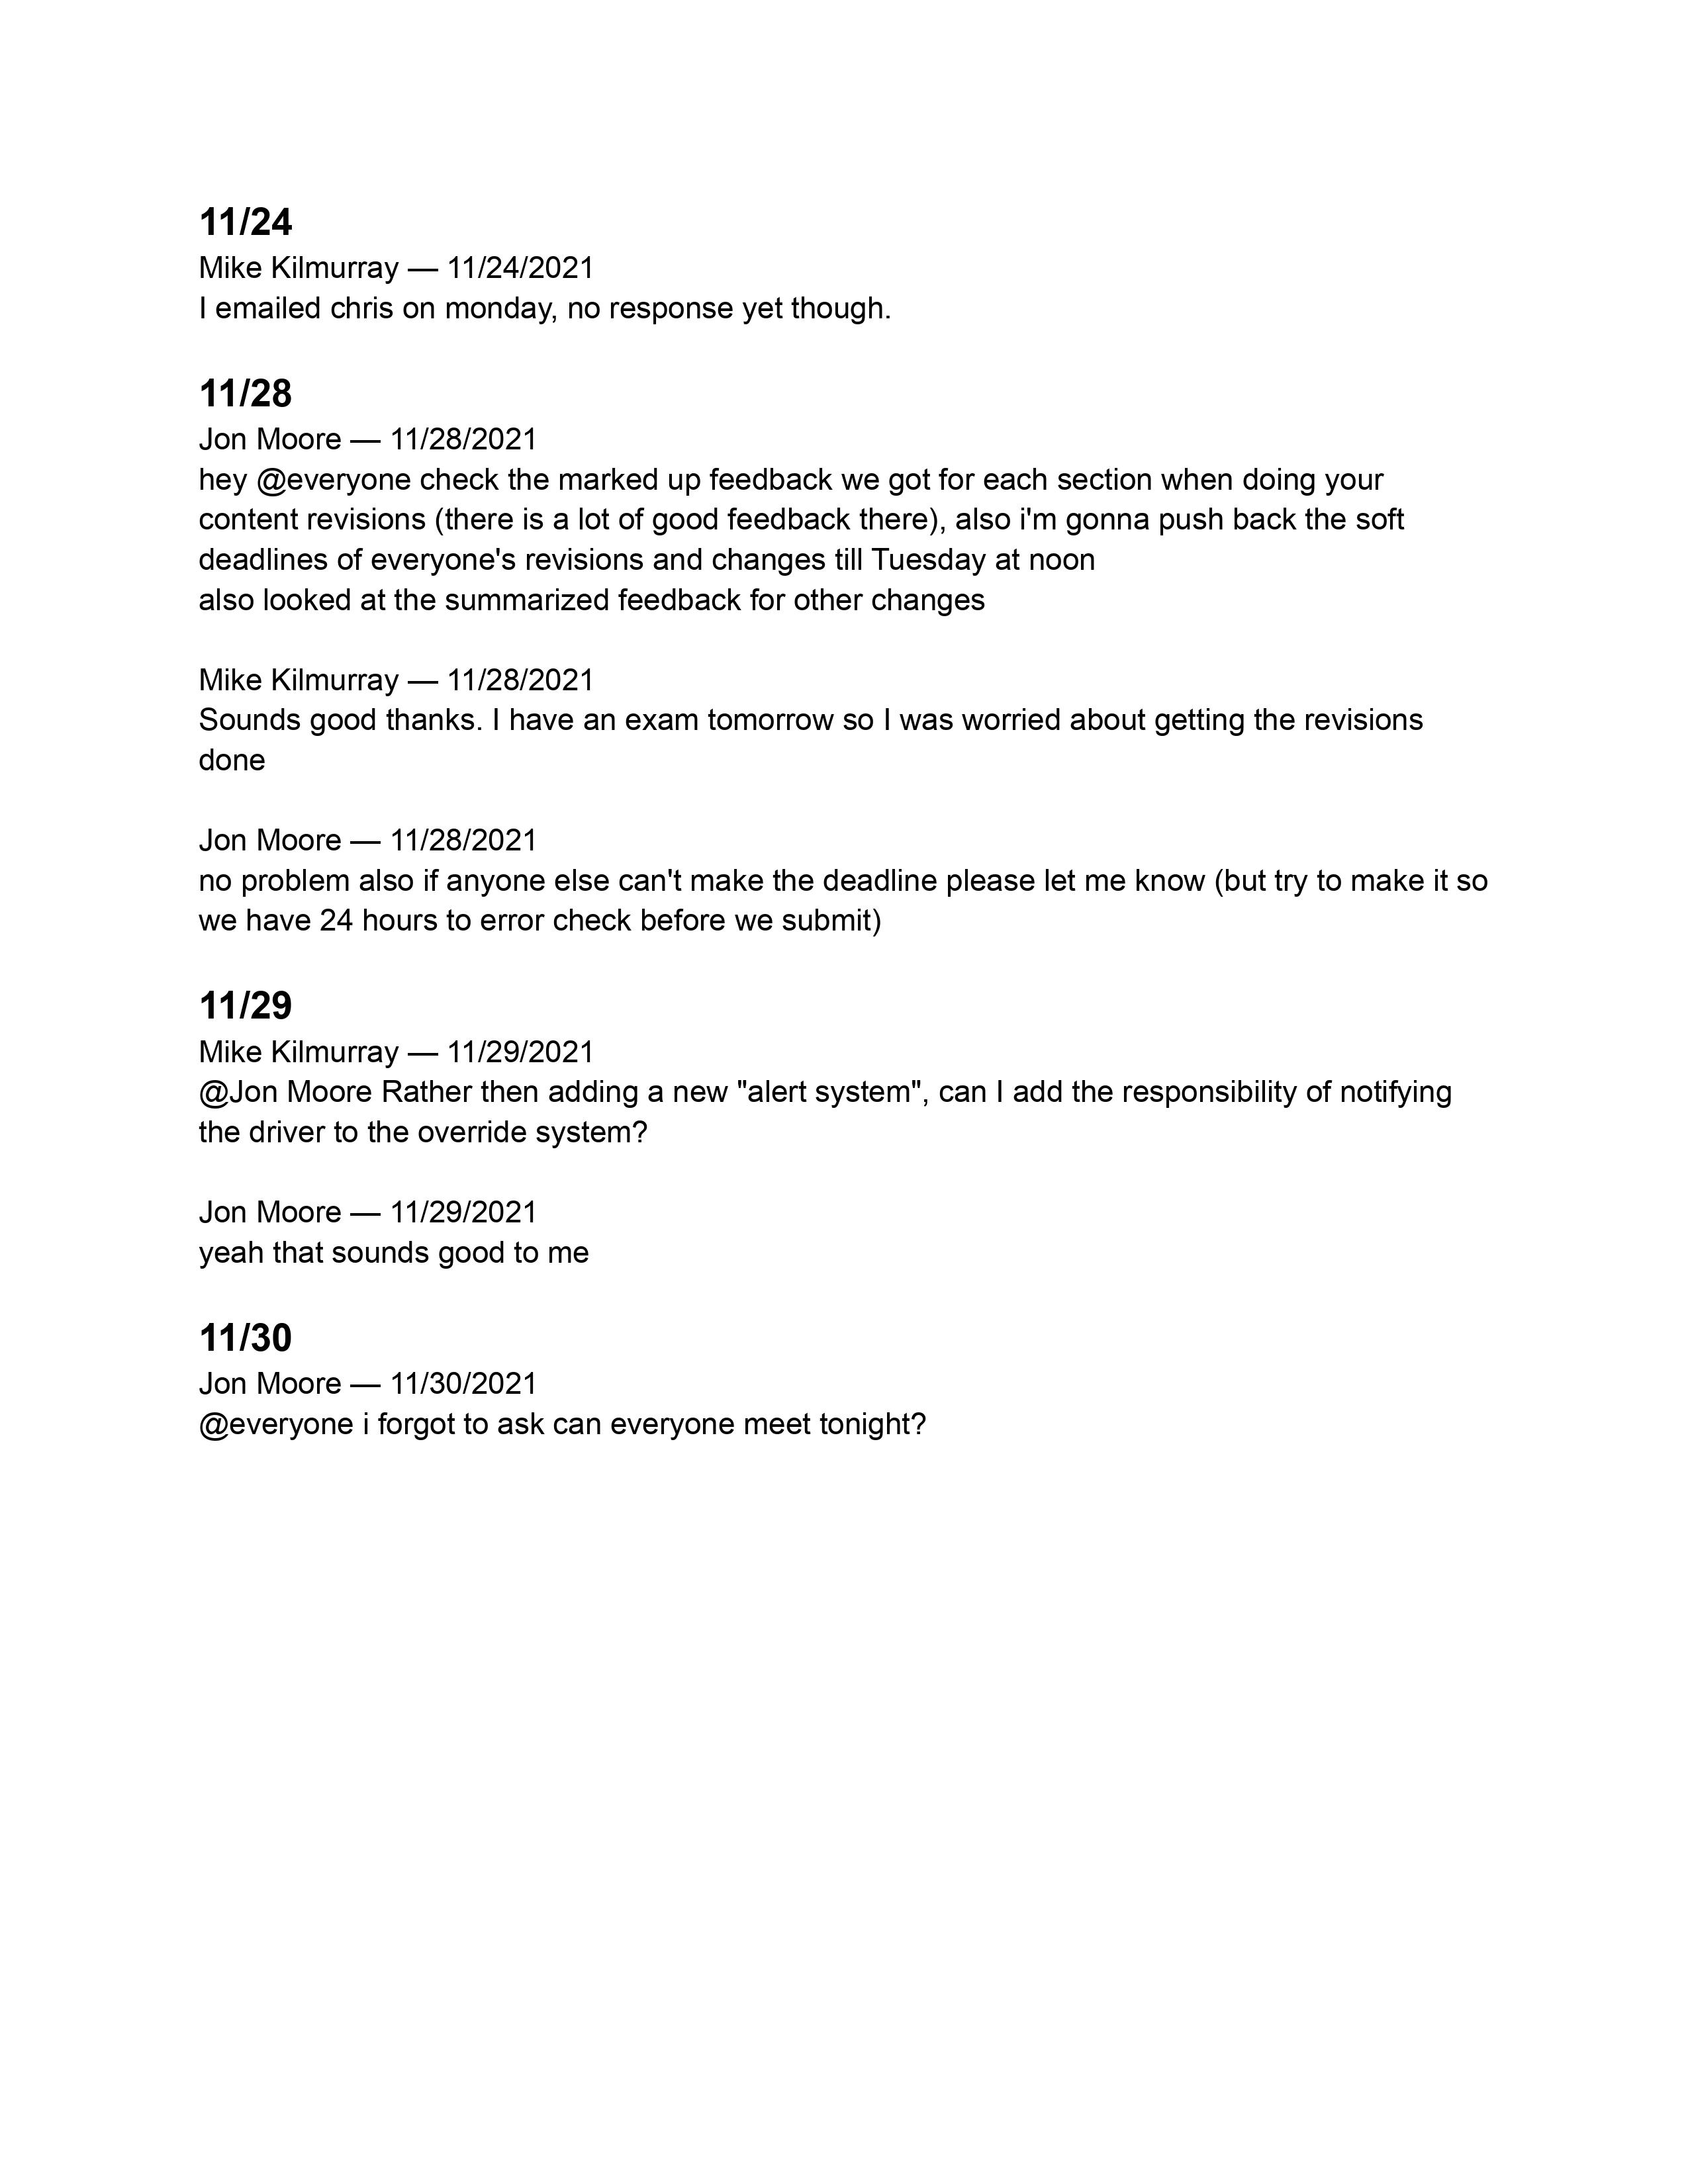 11/24
Mike Kilmurray — 11/24/2021
I emailed chris on monday, no response yet though.
11/28
Jon Moore — 11/28/2021
hey @everyone check the marked up feedback we got for each section when doing your
content revisions (there is a lot of good feedback there), also i'm gonna push back the soft
deadlines of everyone's revisions and changes till Tuesday at noon
also looked at the summarized feedback for other changes
Mike Kilmurray — 11/28/2021
Sounds good thanks. I have an exam tomorrow so I was worried about getting the revisions
done
Jon Moore — 11/28/2021
no problem also if anyone else can't make the deadline please let me know (but try to make it so
we have 24 hours to error check before we submit)
11/29
Mike Kilmurray — 11/29/2021
@Jon Moore Rather then adding a new "alert system", can I add the responsibility of notifying
the driver to the override system?
Jon Moore — 11/29/2021
yeah that sounds good to me
11/30
Jon Moore — 11/30/2021
@everyone i forgot to ask can everyone meet tonight?